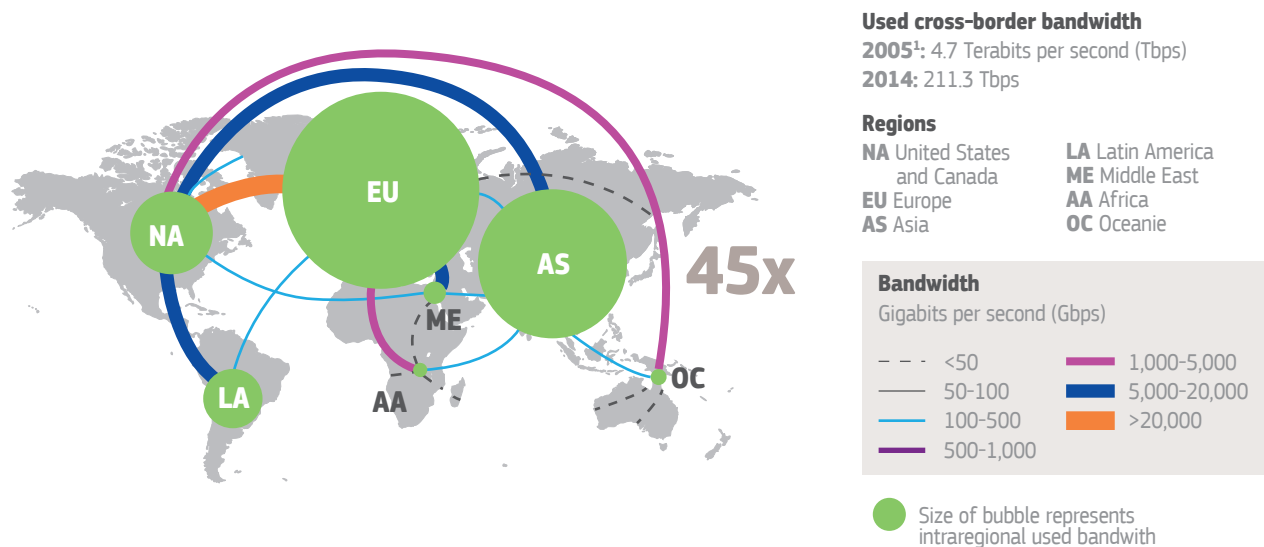 Used cross-border bandwidth
2005¹: 4.7 Terabits per second (Tbps)
2014: 211.3 Tbps
Regions
NA United States
and Canada
EU Europe
AS Asia
LA Latin America
ME Middle East
AA Africa
OC Oceanie
EU
NA
AS
45x
ME
OC
AA
LA
Bandwidth
Gigabits per second (Gbps)
<50
50-100
100-500
500-1,000
1,000-5,000
5,000-20,000
>20,000
Size of bubble represents
intraregional used bandwith